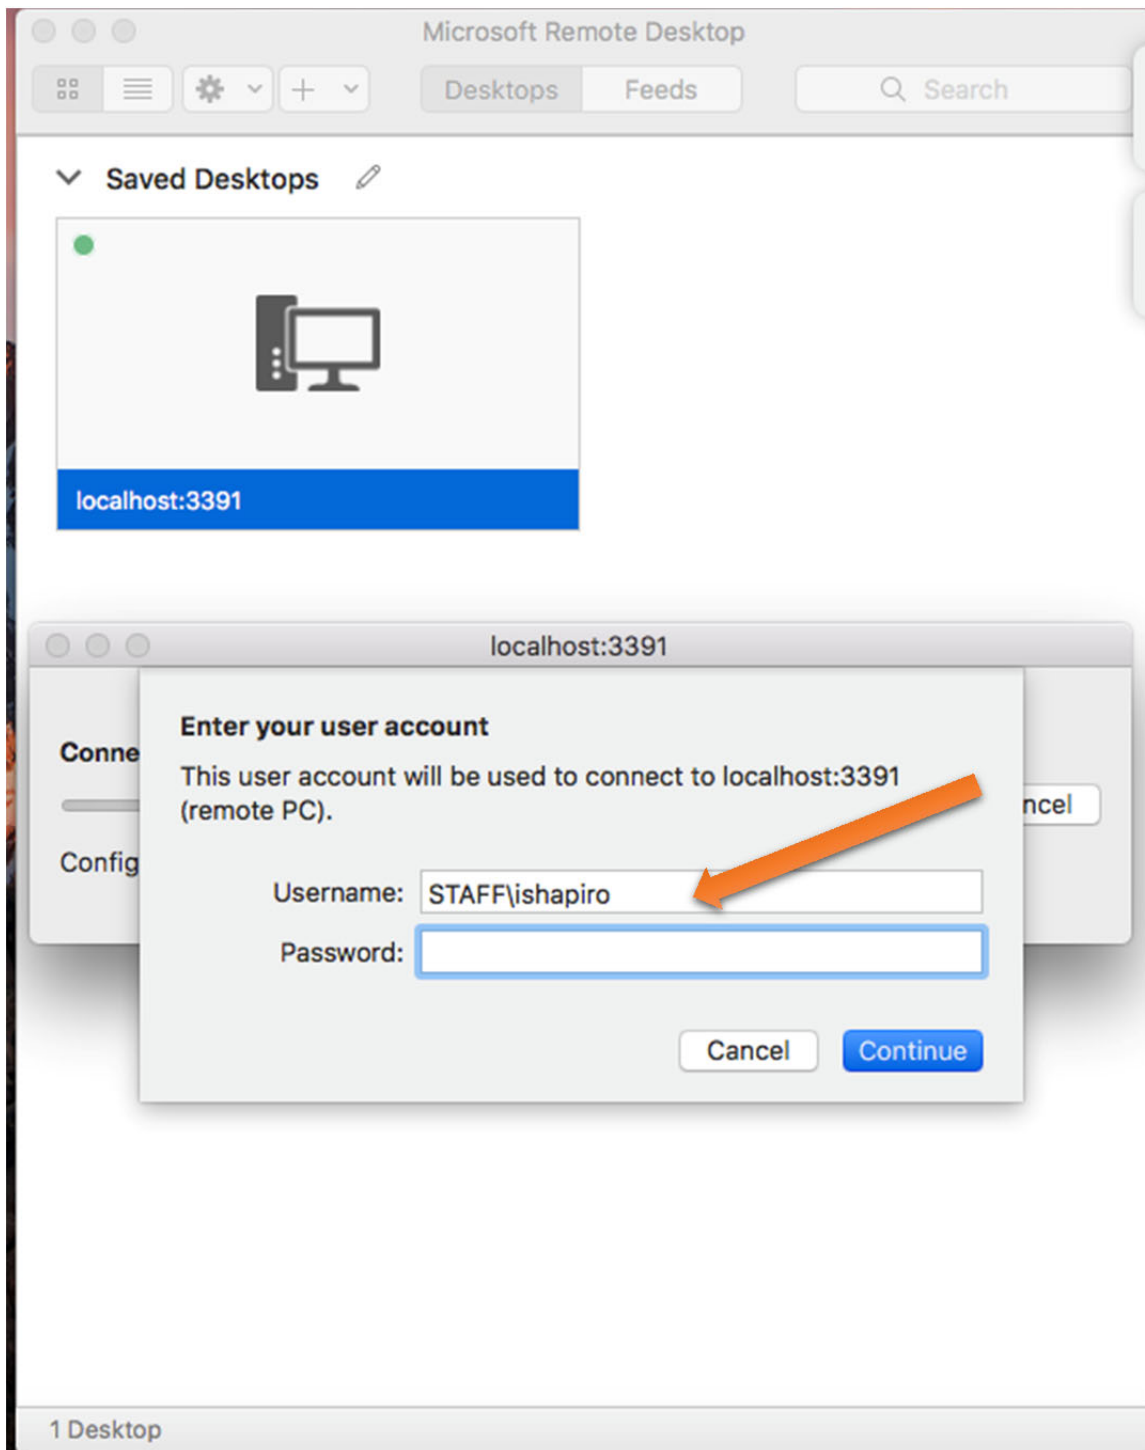 Microsoft Remote Desktop
Desktops Feeds Search
Saved Desktops
localhost:3391
localhost:3391
Enter your user account
This user account will be used to connect to localhost:3391
(remote PC).
Conne
ncel
Config
Username: STAFF\ishapiro
Password:
Cancel Continue
1 Desktop